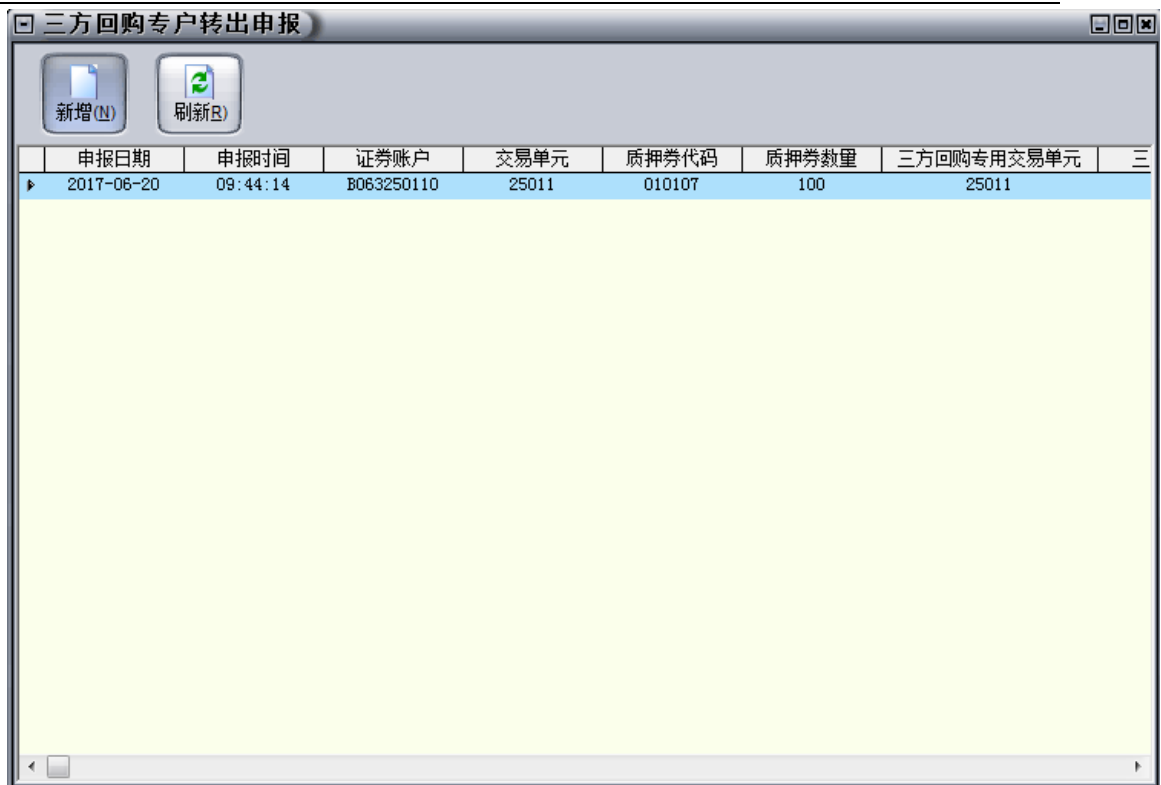 三方回购专户转出申报
新增(N) 刷新R)
申报日期 申报时间 证券账户 交易单元 质押券代码 质押券数量 三方回购专用交易单元 三
2017-06-20 09:44:14 B063250110 25011 010107 100 25011